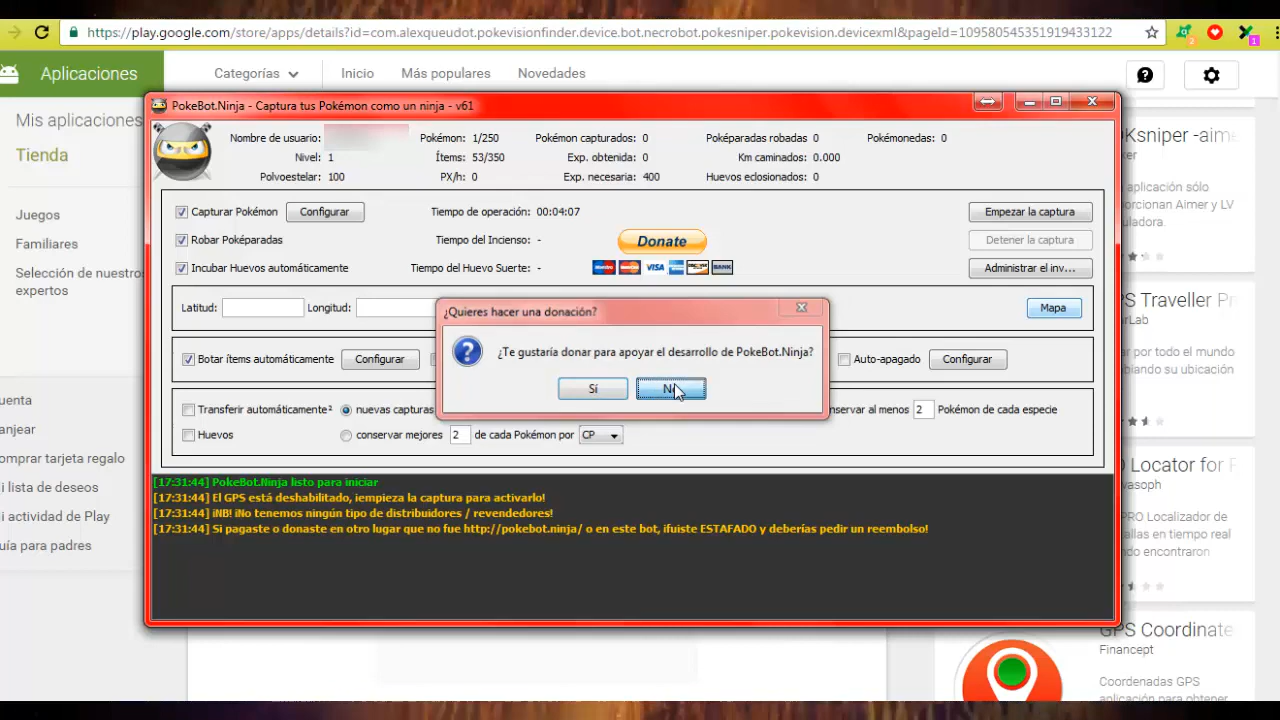 https://play.google.com/store/apps/details?id=com.alexqueudot.pokevisionfinder.device.bot.necrobot.pokesniper.pokevision.devicexml&pageId=109580545351919433122
2
1
Aplicaciones
Categorías
Inicio
Más populares
Novedades
Mis aplicaciones
Tienda
Juegos
Familiares
Selección de nuestros
expertos
uenta
anjear
omprar tarjeta regalo
i lista de deseos
i actividad de Play
uía para padres
PokeBot.Ninja - Captura tus Pokémon como un ninja - v61
Nombre de usuario:
Pokémon: 1/250
Pokémon capturados: 0
Poképaradas robadas 0
Pokémonedas: 0
Nivel: 1
Ítems: 53/350
Exp. obtenida: 0
Km caminados: 0.000
Polvoestelar: 100
PX/h: 0
Exp. necesaria: 400
Huevos eclosionados: 0
Capturar Pokémon
Configurar
Tiempo de operación: 00:04:07
Empezar la captura
Robar Poképaradas
Tiempo del Incienso: -
Donate
Detener la captura
Incubar Huevos automáticamente
Tiempo del Huevo Suerte: -
VISA
BANK
Administrar el inv...
Latitud:
Longitud:
Mapa
¿Quieres hacer una donación?
¿Te gustaría donar para apoyar el desarrollo de PokeBot.Ninja?
Sí
Botar ítems automáticamente
Configurar
Auto-apagado
Configurar
Transferir automáticamente²
nuevas capturas
nservar al menos
2
Pokémon de cada especie
Huevos
conservar mejores
2
de cada Pokémon por
CP
[17:31:44] PokeBot.Ninja listo para iniciar
[17:31:44] El GPS está deshabilitado, ¡empieza la captura para activarlo!
[17:31:44] ¡NB! ¡No tenemos ningún tipo de distribuidores / revendedores!
[17:31:44] Si pagaste o donaste en otro lugar que no fue http://pokebot.ninja/ o en este bot, ¡fuiste ESTAFADO y deberías pedir un reembolso!
Ksniper -aime
ker
aplicación sólo
orcionan Aimer y LV
uladora.
PS Traveller Pr
arLab
ar por todo el mundo
mbiando su ubicación
O Locator for P
vasoph
PRO Localizador de
allas en tiempo real
ndo encontraron
GPS Coordinate
Financept
Coordenadas GPS
aplicación para obtener